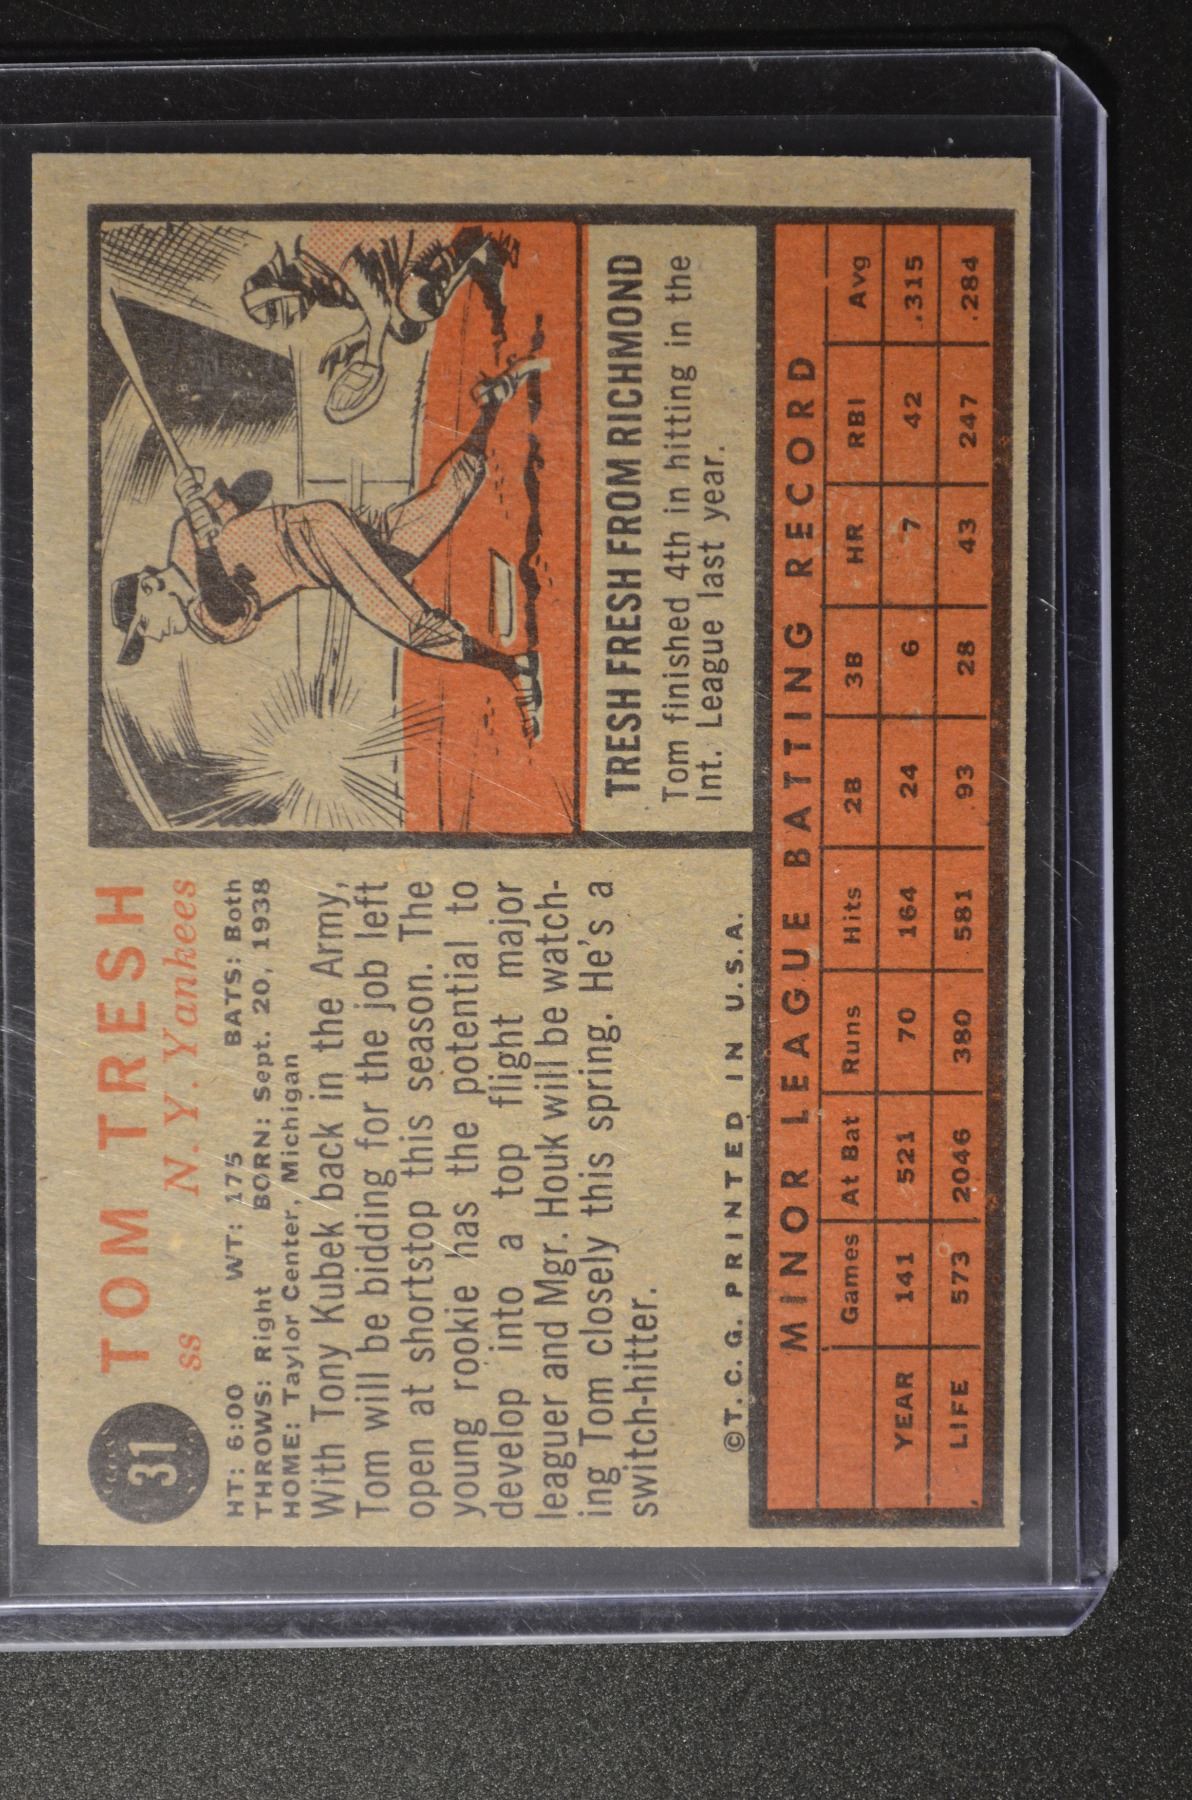 31
TOM TRESH
ss N. Y. Yankees
HT: 6:00 WT: 175 BATS: Both
THROWS: Right BORN: Sept. 20, 1938
HOME: Taylor Center, Michigan
With Tony Kubek back in the Army,
Tom will be bidding for the job left
open at shortstop this season. The
young rookie has the potential to
develop into a top flight major
leaguer and Mgr. Houk will be watch-
ing Tom closely this spring. He's a
switch-hitter.
©T. C. G. PRINTED IN U.S.A.
TRESH FRESH FROM RICHMOND
Tom finished 4th in hitting in the
Int. League last year.
MINOR LEAGUE BATTING RECORD
Games At Bat Runs Hits 2B 3B HR RBI Avg
YEAR 141 521 70 164 24 6 7 42 .315
LIFE 573 2046 380 581 93 28 43 247 .284